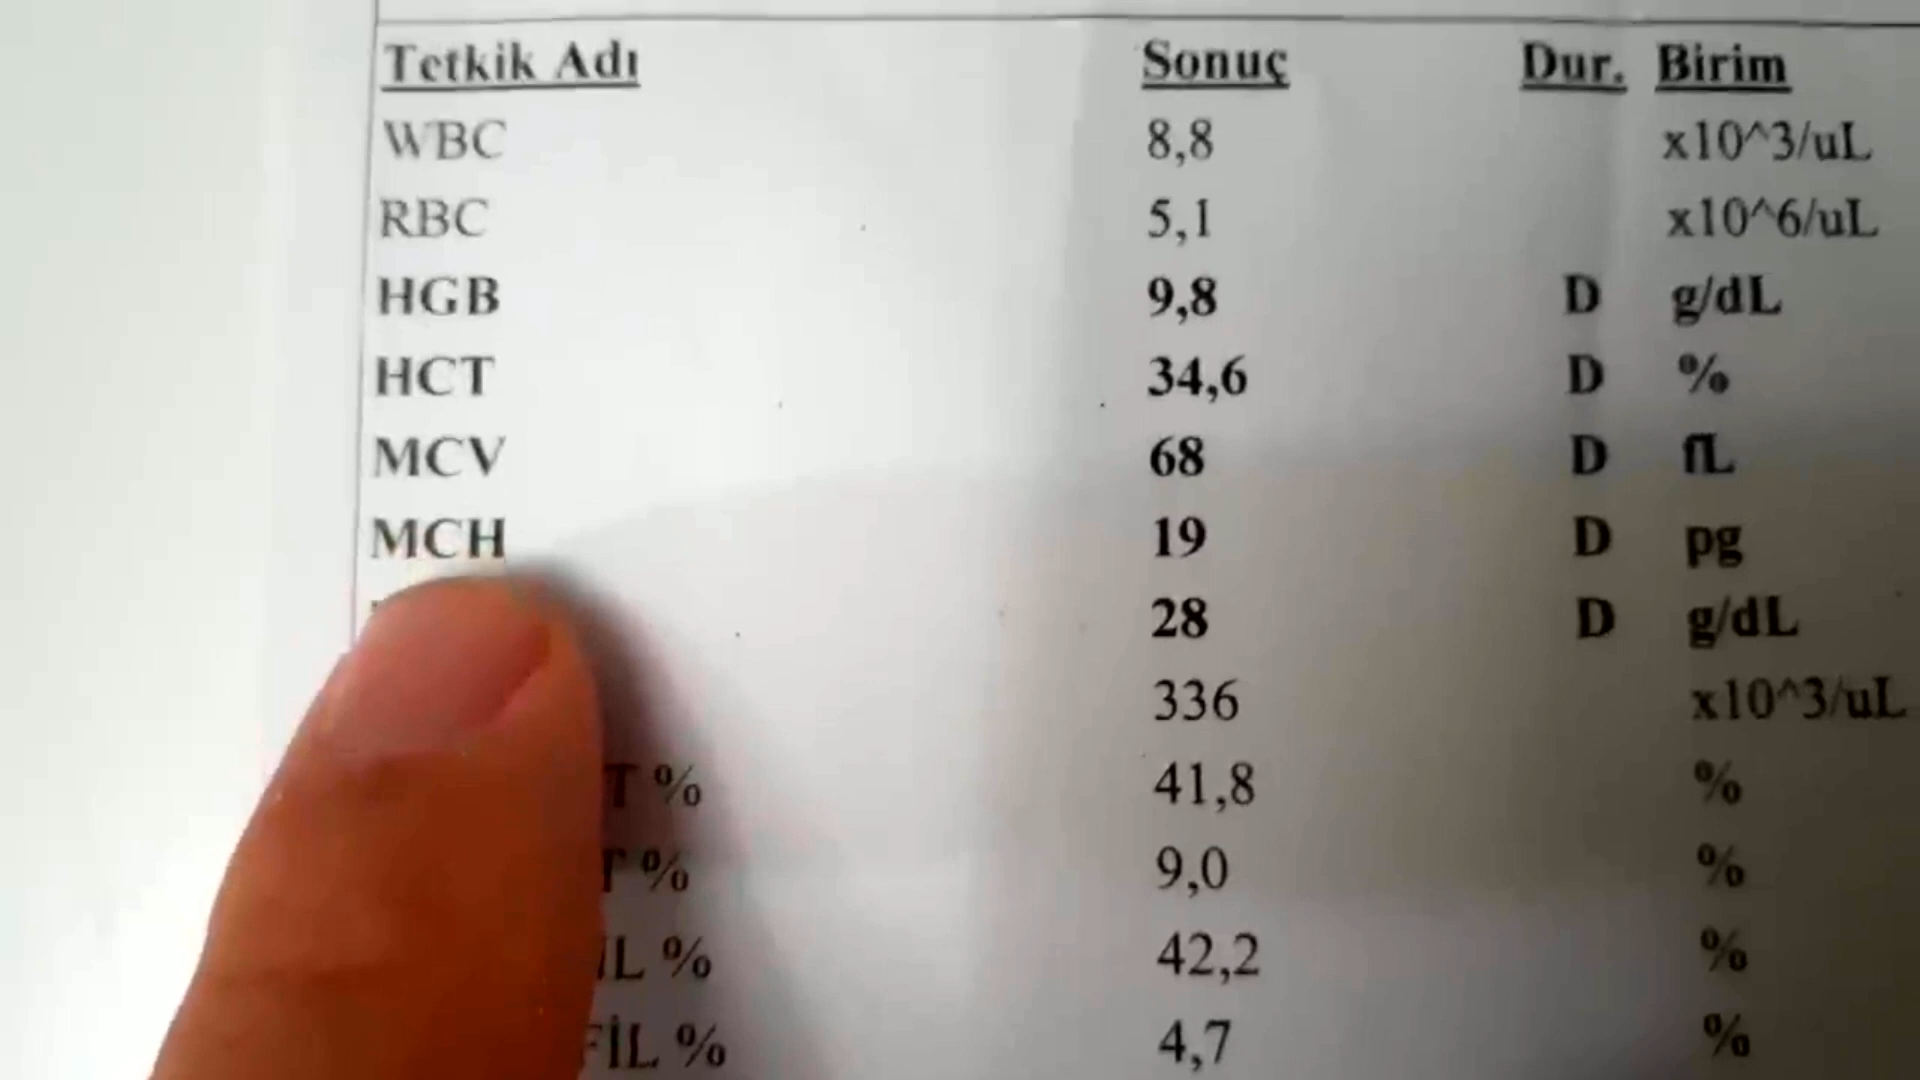 Tetkik Adı Sonuç Dur. Birim
WBC 8,8 x10^3/uL
RBC 5,1 x10^6/uL
HGB 9,8 D g/dL
HCT 34,6 D %
MCV 68 D fL
MCH 19 D pg
28 D g/dL
336 x10^3/uL
T % 41,8 %
T % 9,0 %
İL % 42,2 %
FİL % 4,7 %